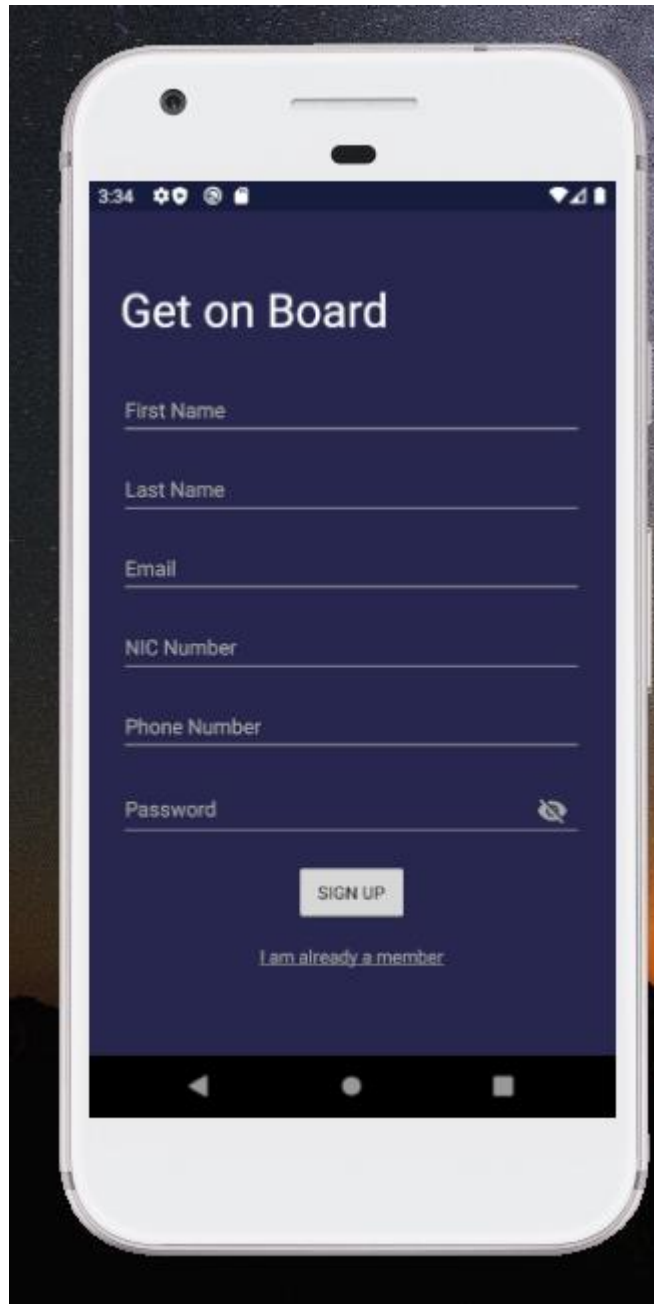 3:34
Get on Board
First Name
Last Name
Email
NIC Number
Phone Number
Password
SIGN UP
I am already a member